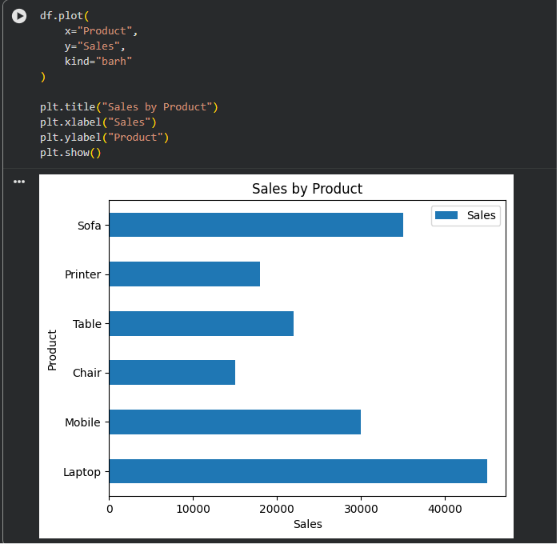 df.plot(
    x="Product",
    y="Sales",
    kind="barh"
)

plt.title("Sales by Product")
plt.xlabel("Sales")
plt.ylabel("Product")
plt.show()
Sales by Product
Sales
Sofa
Printer
Table
Chair
Mobile
Laptop
Product
0 10000 20000 30000 40000
Sales